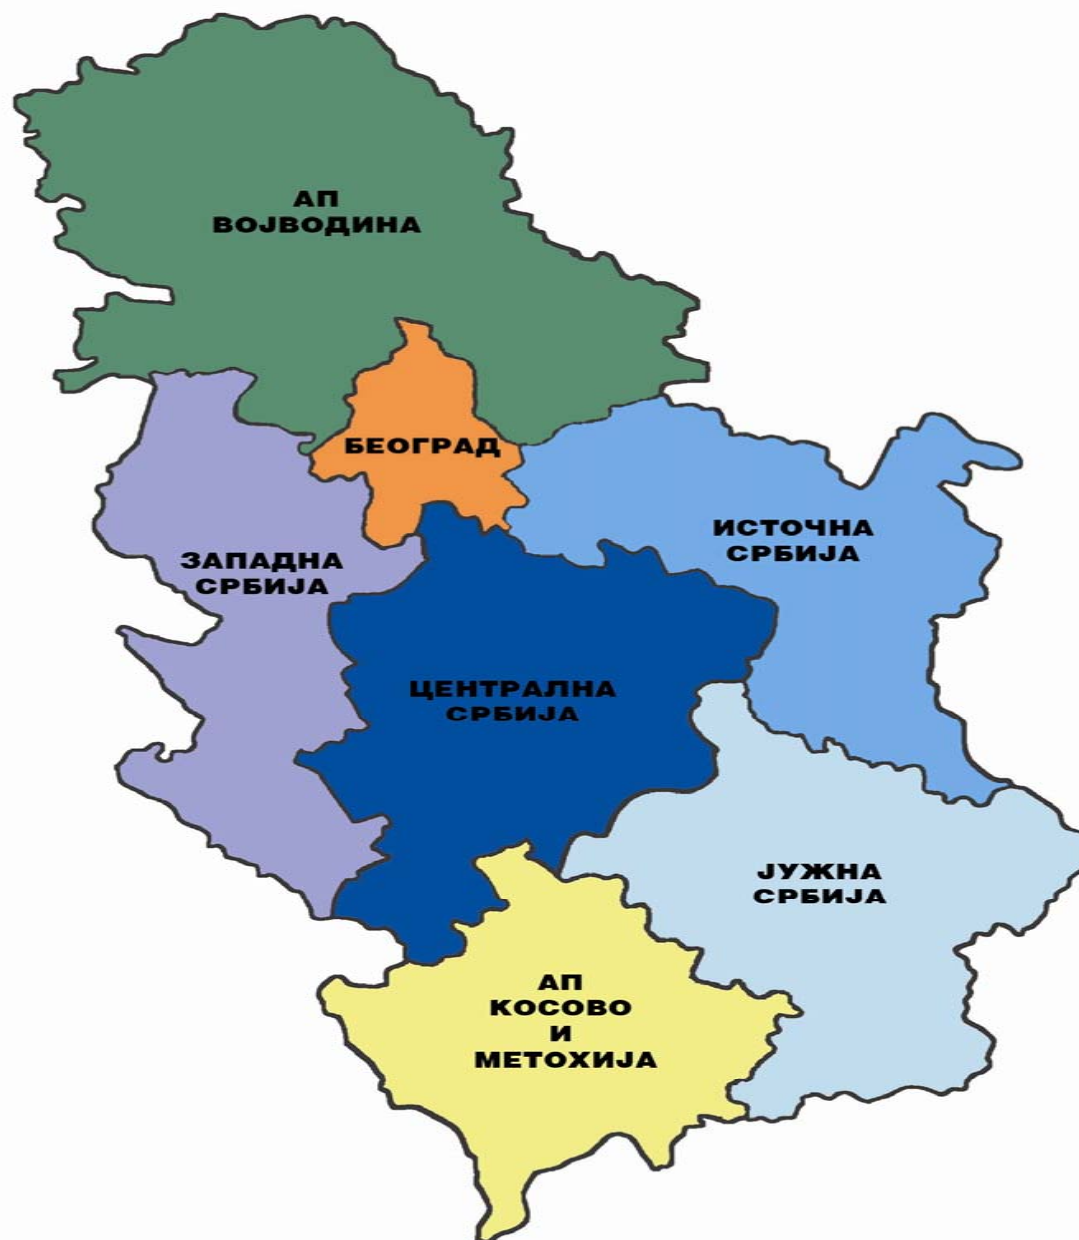 АП
ВОЈВОДИНА
БЕОГРАД
ИСТОЧНА
СРБИЈА
ЗАПАДНА
СРБИЈА
ЦЕНТРАЛНА
СРБИЈА
ЈУЖНА
СРБИЈА
АП
КОСОВО
И
МЕТОХИЈА